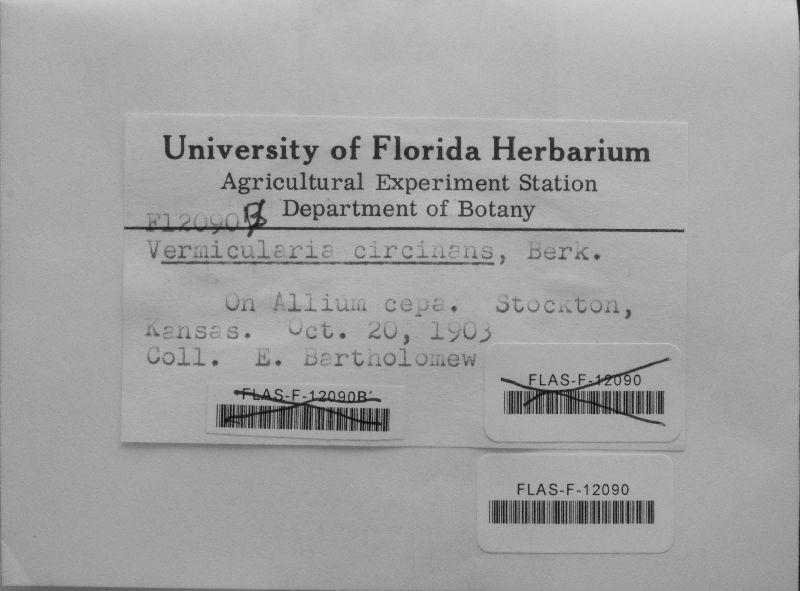 University of Florida Herbarium
Agricultural Experiment Station
Department of Botany
F12090B
Vermicularia circinans, Berk.
On Allium cepa. Stockton,
Kansas. Oct. 20, 1903
Coll. E. Bartholomew
FLAS-F-12090B
FLAS-F-12090
FLAS-F-12090